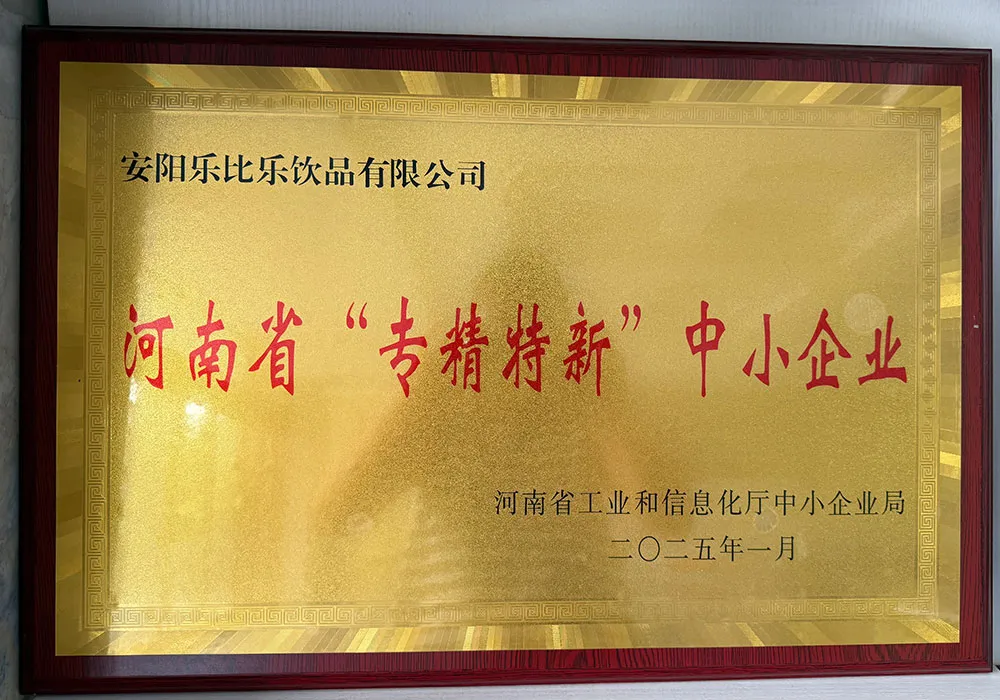 安阳乐比乐饮品有限公司
河南省“专精特新”中小企业
河南省工业和信息化厅中小企业局
二〇二五年一月